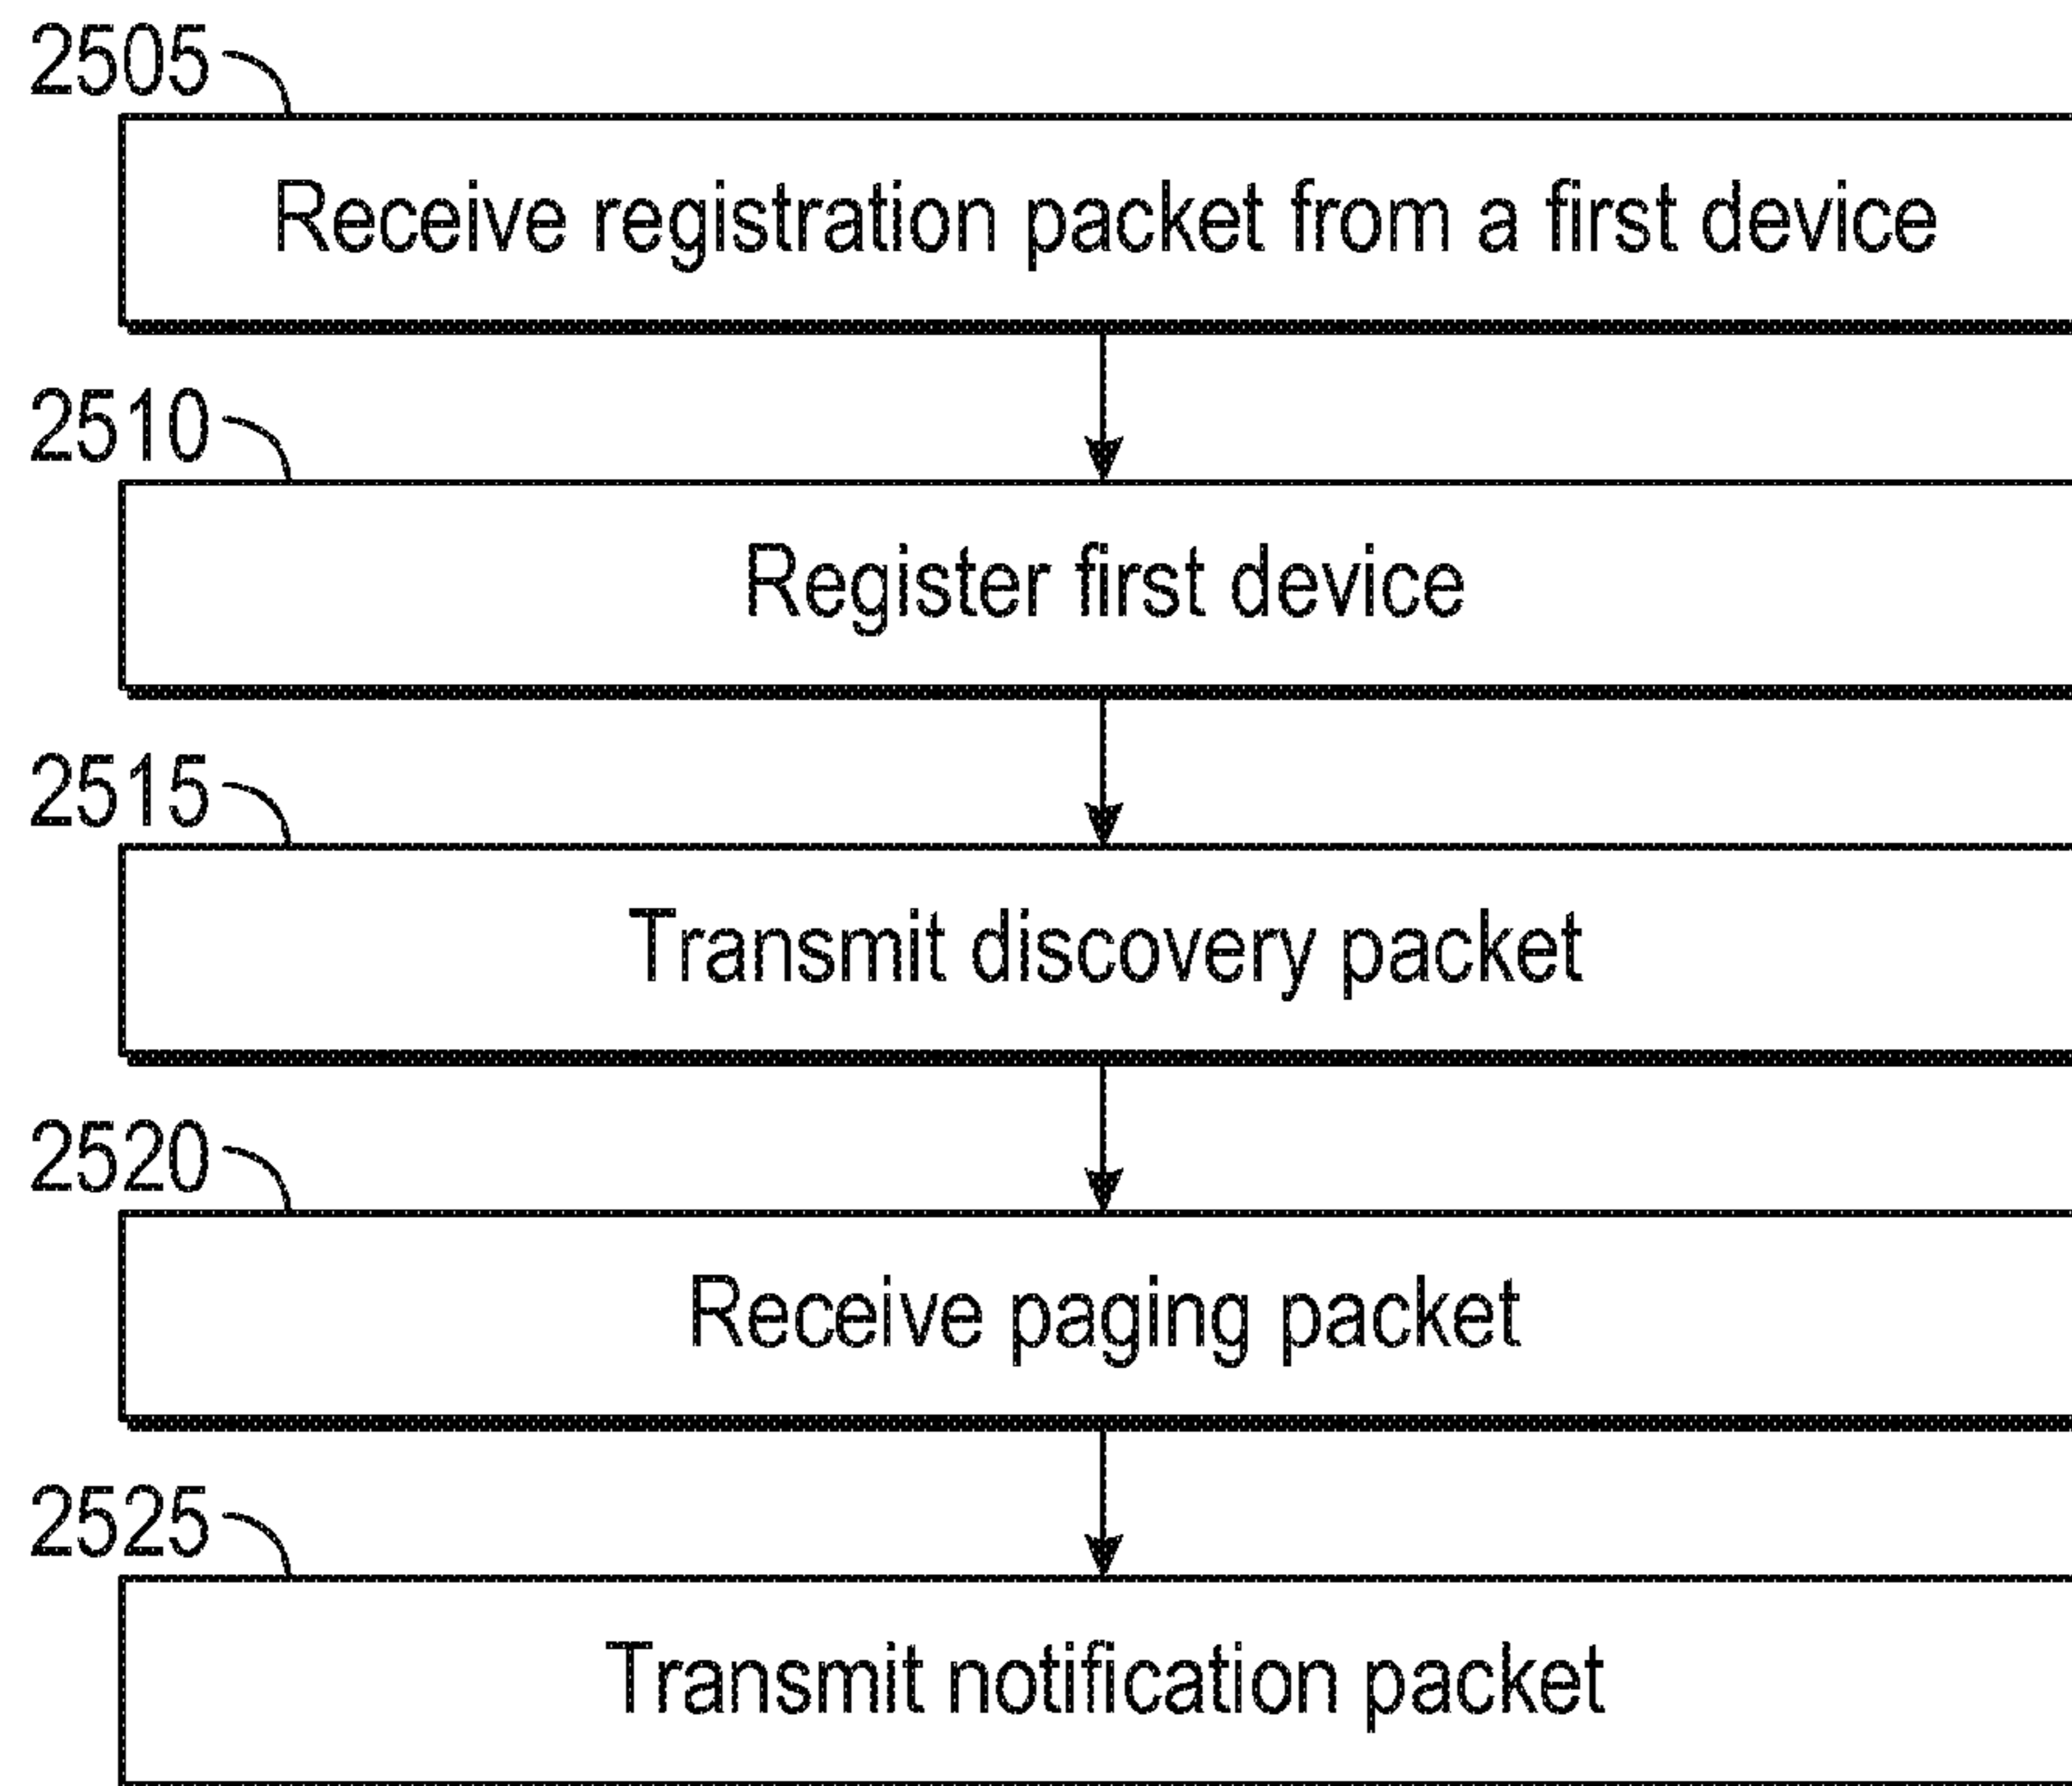 2505
Receive registration packet from a first device
2510
Register first device
2515
Transmit discovery packet
2520
Receive paging packet
2525
Transmit notification packet